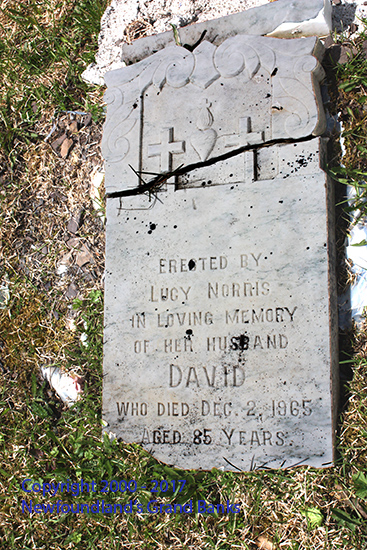 ERECTED BY
LUCY NORRIS
IN LOVING MEMORY
OF HER HUSBAND
DAVID
WHO DIED DEC. 2, 1965
AGED 85 YEARS.
Copyright 2000 - 2017
Newfoundland's Grand Banks